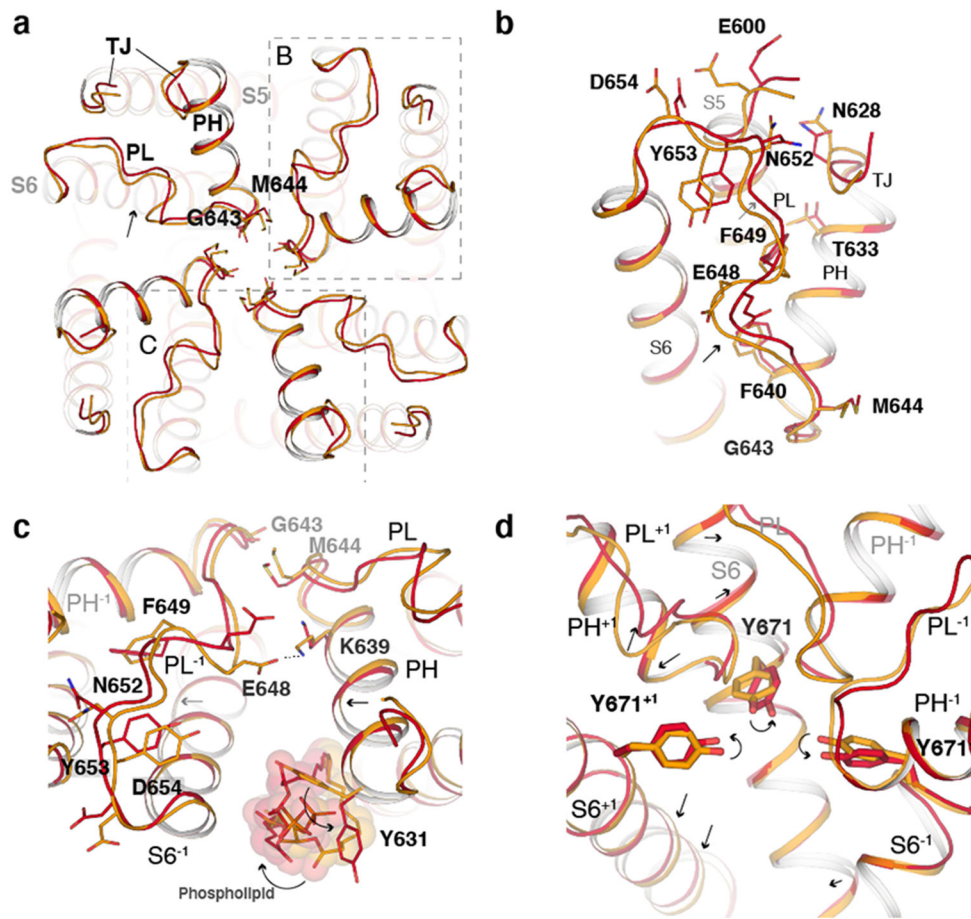 a
TJ
B
S5
PH
PL
S6
M644
G643
C
b
E600
D654
S5
N628
Y653
N652
TJ
PL
F649
T633
E648
PH
S6
F640
M644
G643
c
G643
M644
PL
PH-1
F649
PL-1
K639
N652
E648
PH
Y653
D654
Y631
S6-1
Phospholipid
d
PL+1
PL
PH-1
S6
PH+1
Y671
PL-1
Y671+1
PH-1
Y671
S6+1
S6-1